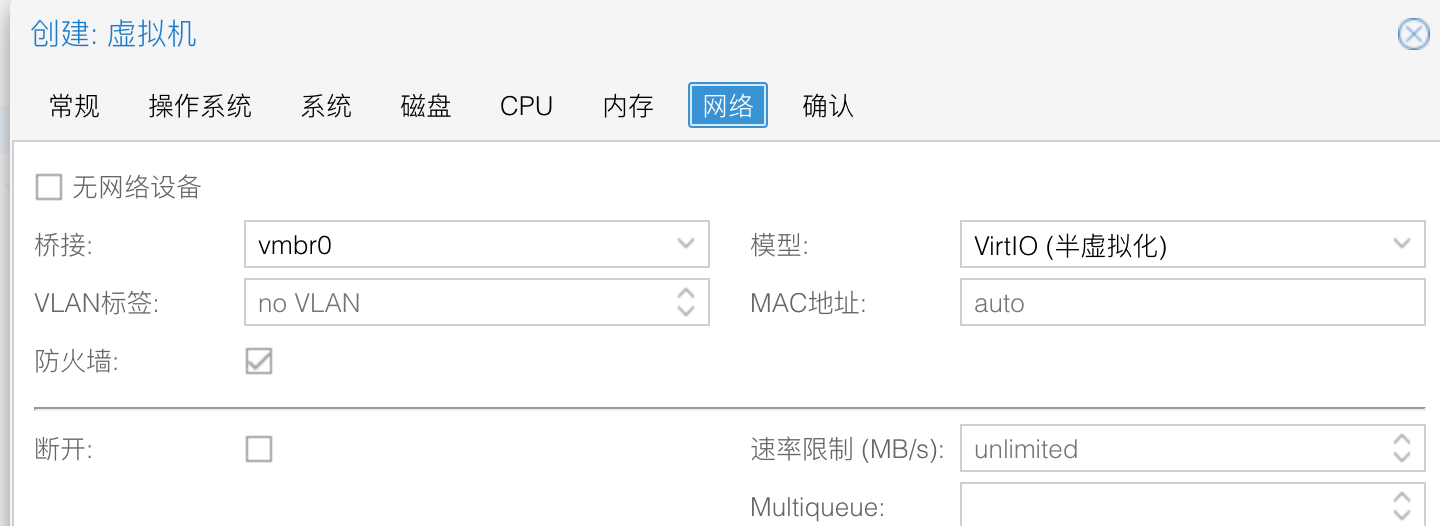 创建: 虚拟机
常规 操作系统 系统 磁盘 CPU 内存 网络 确认
无网络设备
桥接: vmbr0 模型: VirtIO (半虚拟化)
VLAN标签: no VLAN MAC地址: auto
防火墙:
断开: 速率限制 (MB/s): unlimited
Multiqueue: